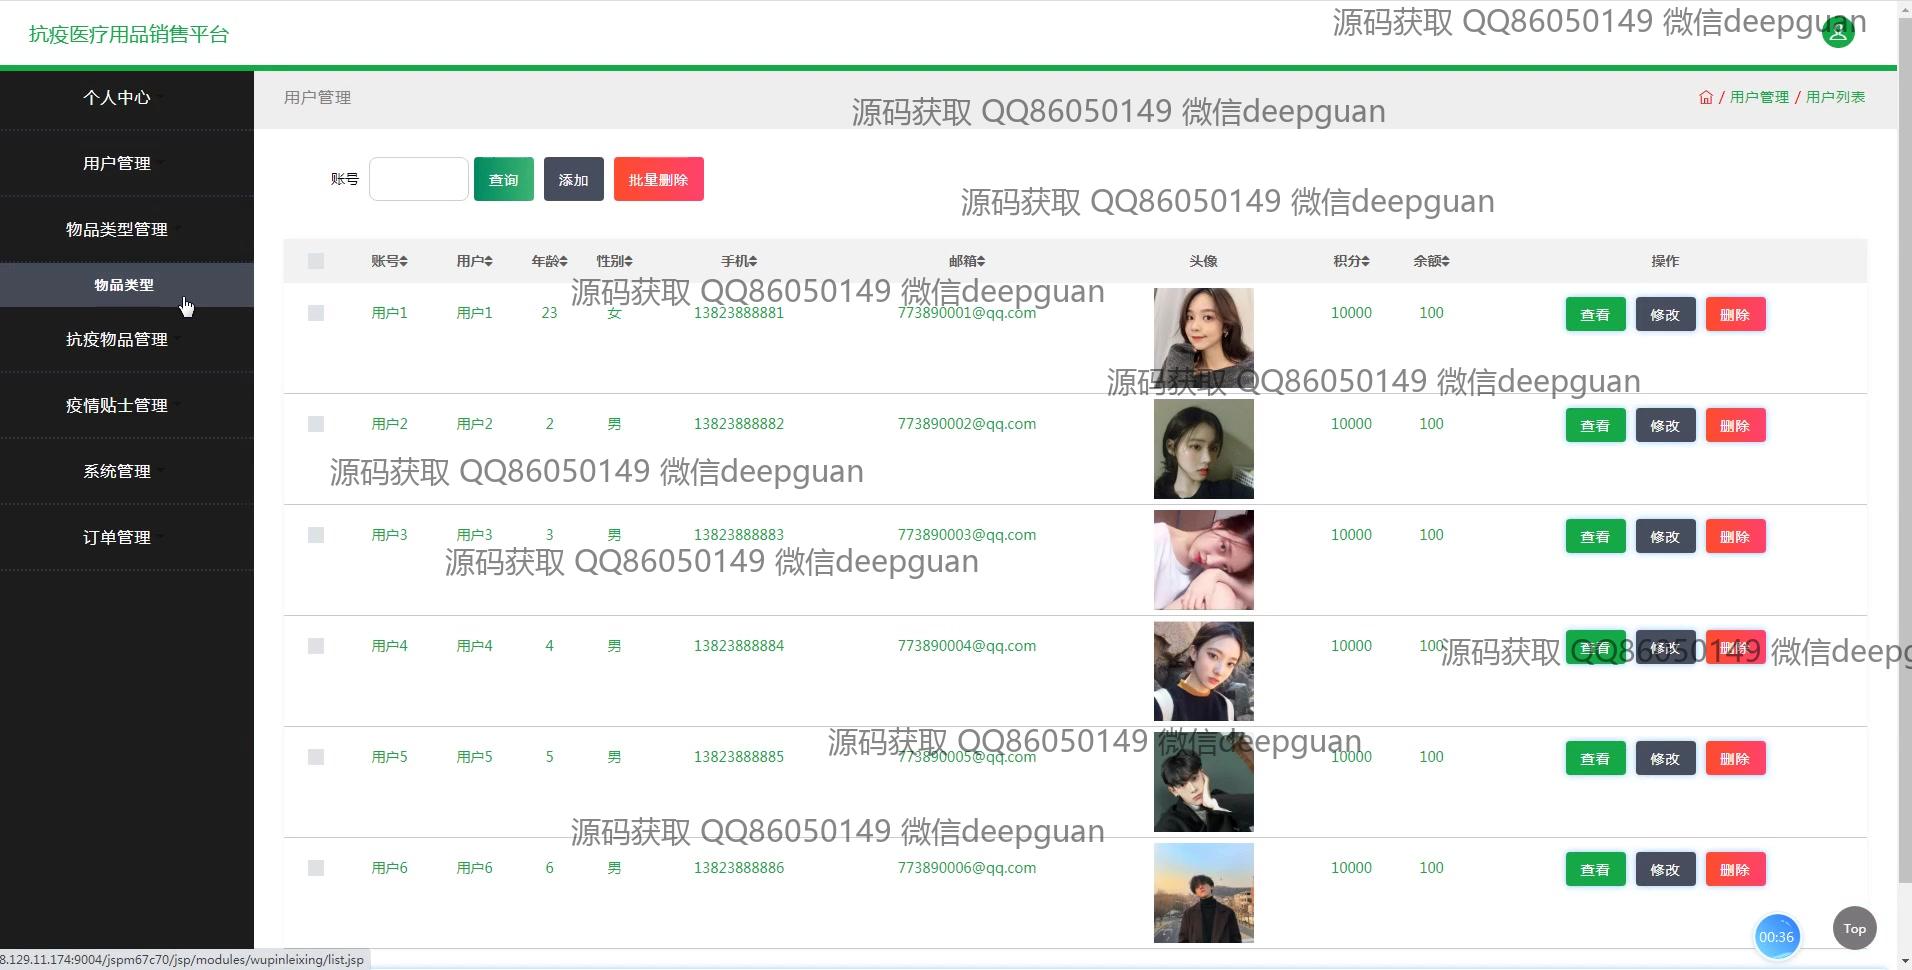 抗疫医疗用品销售平台
源码获取 QQ86050149 微信deepguan
个人中心
用户管理
物品类型管理
物品类型
抗疫物品管理
疫情贴士管理
系统管理
订单管理
用户管理
/ 用户管理 / 用户列表
源码获取 QQ86050149 微信deepguan
账号 查询 添加 批量删除
源码获取 QQ86050149 微信deepguan
账号 用户 年龄 性别 手机 邮箱 头像 积分 余额 操作
源码获取 QQ86050149 微信deepguan
用户1 用户1 23 女 13823888881 773890001@qq.com 10000 100 查看 修改 删除
源码获取 QQ86050149 微信deepguan
用户2 用户2 2 男 13823888882 773890002@qq.com 10000 100 查看 修改 删除
源码获取 QQ86050149 微信deepguan
用户3 用户3 3 男 13823888883 773890003@qq.com 10000 100 查看 修改 删除
源码获取 QQ86050149 微信deepguan
用户4 用户4 4 男 13823888884 773890004@qq.com 10000 100 查看 修改 删除
源码获取 QQ86050149 微信deepg
源码获取 QQ86050149 微信deepguan
用户5 用户5 5 男 13823888885 773890005@qq.com 10000 100 查看 修改 删除
源码获取 QQ86050149 微信deepguan
用户6 用户6 6 男 13823888886 773890006@qq.com 10000 100 查看 修改 删除
00:36
Top
8.129.11.174:9004/jspm67c70/jsp/modules/wupinleixing/list.jsp